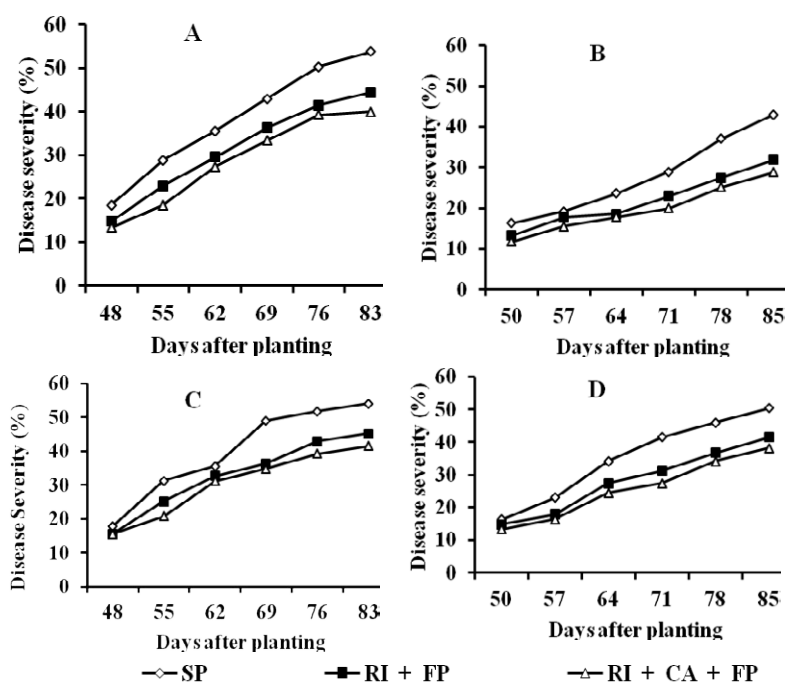 A
Disease severity (%)
60
50
40
30
20
10
0
48 55 62 69 76 83
Days after planting
B
Disease severity (%)
60
50
40
30
20
10
0
50 57 64 71 78 85
Days after planting
C
Disease Severity (%)
60
50
40
30
20
10
0
48 55 62 69 76 83
Days after planting
D
Disease severity (%)
60
50
40
30
20
10
0
50 57 64 71 78 85
Days after planting
SP RI + FP RI + CA + FP